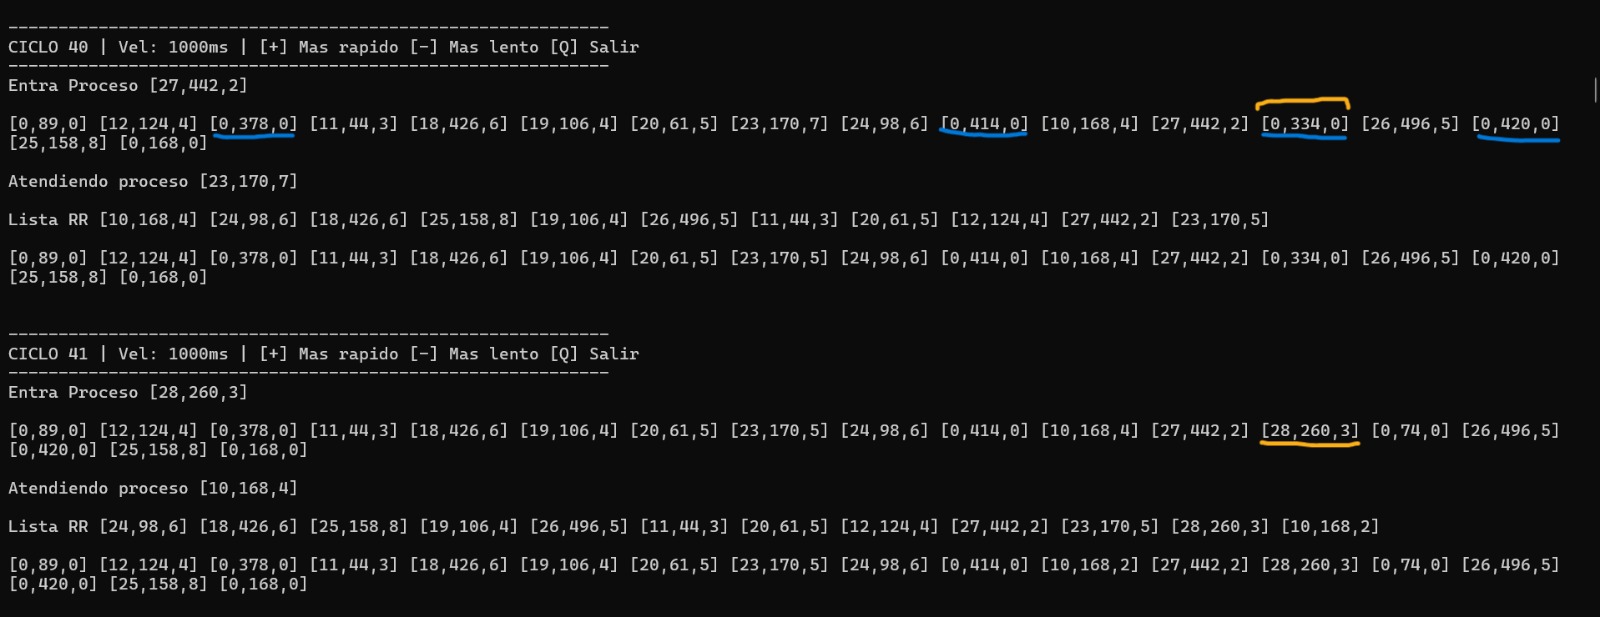 ------------------------------------------------------------
CICLO 40 | Vel: 1000ms | [+] Mas rapido [-] Mas lento [Q] Salir
------------------------------------------------------------
Entra Proceso [27,442,2]
[0,89,0] [12,124,4] [0,378,0] [11,44,3] [18,426,6] [19,106,4] [20,61,5] [23,170,7] [24,98,6] [0,414,0] [10,168,4] [27,442,2] [0,334,0] [26,496,5] [0,420,0]
[25,158,8] [0,168,0]
Atendiendo proceso [23,170,7]
Lista RR [10,168,4] [24,98,6] [18,426,6] [25,158,8] [19,106,4] [26,496,5] [11,44,3] [20,61,5] [12,124,4] [27,442,2] [23,170,5]
[0,89,0] [12,124,4] [0,378,0] [11,44,3] [18,426,6] [19,106,4] [20,61,5] [23,170,5] [24,98,6] [0,414,0] [10,168,4] [27,442,2] [0,334,0] [26,496,5] [0,420,0]
[25,158,8] [0,168,0]
------------------------------------------------------------
CICLO 41 | Vel: 1000ms | [+] Mas rapido [-] Mas lento [Q] Salir
------------------------------------------------------------
Entra Proceso [28,260,3]
[0,89,0] [12,124,4] [0,378,0] [11,44,3] [18,426,6] [19,106,4] [20,61,5] [23,170,5] [24,98,6] [0,414,0] [10,168,4] [27,442,2] [28,260,3] [0,74,0] [26,496,5]
[0,420,0] [25,158,8] [0,168,0]
Atendiendo proceso [10,168,4]
Lista RR [24,98,6] [18,426,6] [25,158,8] [19,106,4] [26,496,5] [11,44,3] [20,61,5] [12,124,4] [27,442,2] [23,170,5] [28,260,3] [10,168,2]
[0,89,0] [12,124,4] [0,378,0] [11,44,3] [18,426,6] [19,106,4] [20,61,5] [23,170,5] [24,98,6] [0,414,0] [10,168,2] [27,442,2] [28,260,3] [0,74,0] [26,496,5]
[0,420,0] [25,158,8] [0,168,0]